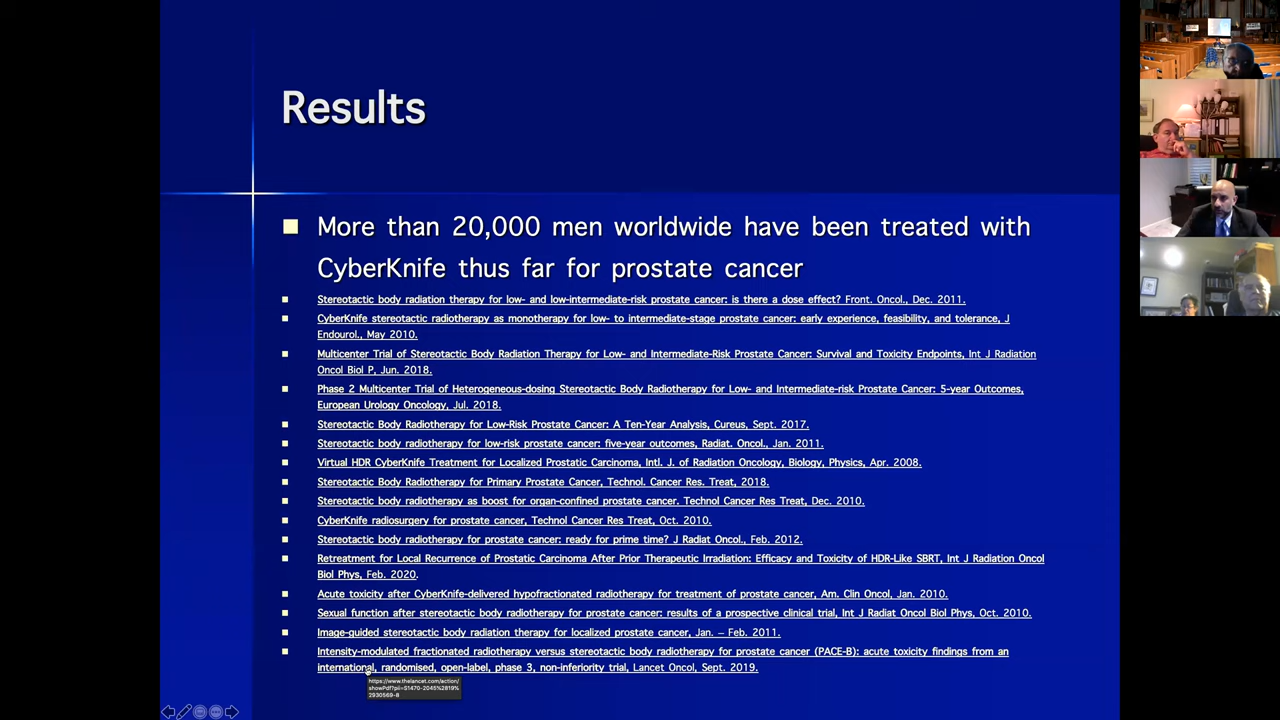 Results
More than 20,000 men worldwide have been treated with
CyberKnife thus far for prostate cancer
Stereotactic body radiation therapy for low- and low-intermediate-risk prostate cancer: is there a dose effect? Front. Oncol., Dec. 2011.
CyberKnife stereotactic radiotherapy as monotherapy for low- to intermediate-stage prostate cancer: early experience, feasibility, and tolerance, J
Endourol., May 2010.
Multicenter Trial of Stereotactic Body Radiation Therapy for Low- and Intermediate-Risk Prostate Cancer: Survival and Toxicity Endpoints, Int J Radiation
Oncol Biol P, Jun. 2018.
Phase 2 Multicenter Trial of Heterogeneous-dosing Stereotactic Body Radiotherapy for Low- and Intermediate-risk Prostate Cancer: 5-year Outcomes,
European Urology Oncology, Jul. 2018.
Stereotactic Body Radiotherapy for Low-Risk Prostate Cancer: A Ten-Year Analysis, Cureus, Sept. 2017.
Stereotactic body radiotherapy for low-risk prostate cancer: five-year outcomes, Radiat. Oncol., Jan. 2011.
Virtual HDR CyberKnife Treatment for Localized Prostatic Carcinoma, Intl. J. of Radiation Oncology, Biology, Physics, Apr. 2008.
Stereotactic Body Radiotherapy for Primary Prostate Cancer, Technol. Cancer Res. Treat, 2018.
Stereotactic body radiotherapy as boost for organ-confined prostate cancer. Technol Cancer Res Treat, Dec. 2010.
CyberKnife radiosurgery for prostate cancer, Technol Cancer Res Treat, Oct. 2010.
Stereotactic body radiotherapy for prostate cancer: ready for prime time? J Radiat Oncol., Feb. 2012.
Retreatment for Local Recurrence of Prostatic Carcinoma After Prior Therapeutic Irradiation: Efficacy and Toxicity of HDR-Like SBRT, Int J Radiation Oncol
Biol Phys, Feb. 2020.
Acute toxicity after CyberKnife-delivered hypofractionated radiotherapy for treatment of prostate cancer, Am. Clin Oncol, Jan. 2010.
Sexual function after stereotactic body radiotherapy for prostate cancer: results of a prospective clinical trial, Int J Radiat Oncol Biol Phys, Oct. 2010.
Image-guided stereotactic body radiation therapy for localized prostate cancer, Jan. – Feb. 2011.
Intensity-modulated fractionated radiotherapy versus stereotactic body radiotherapy for prostate cancer (PACE-B): acute toxicity findings from an
international, randomised, open-label, phase 3, non-inferiority trial, Lancet Oncol, Sept. 2019.
https://www.thelancet.com/action/
showPdf?pii=S1470-2045%2819%
2930569-8